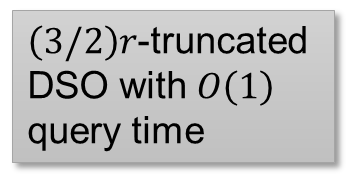 (3/2)𝑟-truncated
DSO with 𝑂(1)
query time